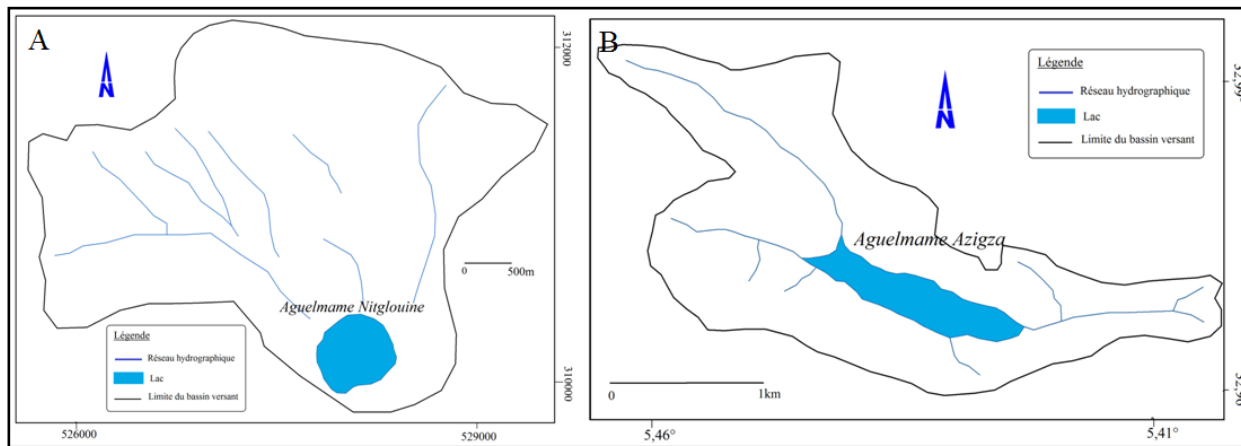 A
N
312000
0 500m
Aguelmame Nitglouine
Légende
Réseau hydrographique
Lac
Limite du bassin versant
310000
526000
529000
B
N
Légende
Réseau hydrographique
Lac
Limite du bassin versant
Aguelmame Azigza
0 1km
5,46°
5,41°